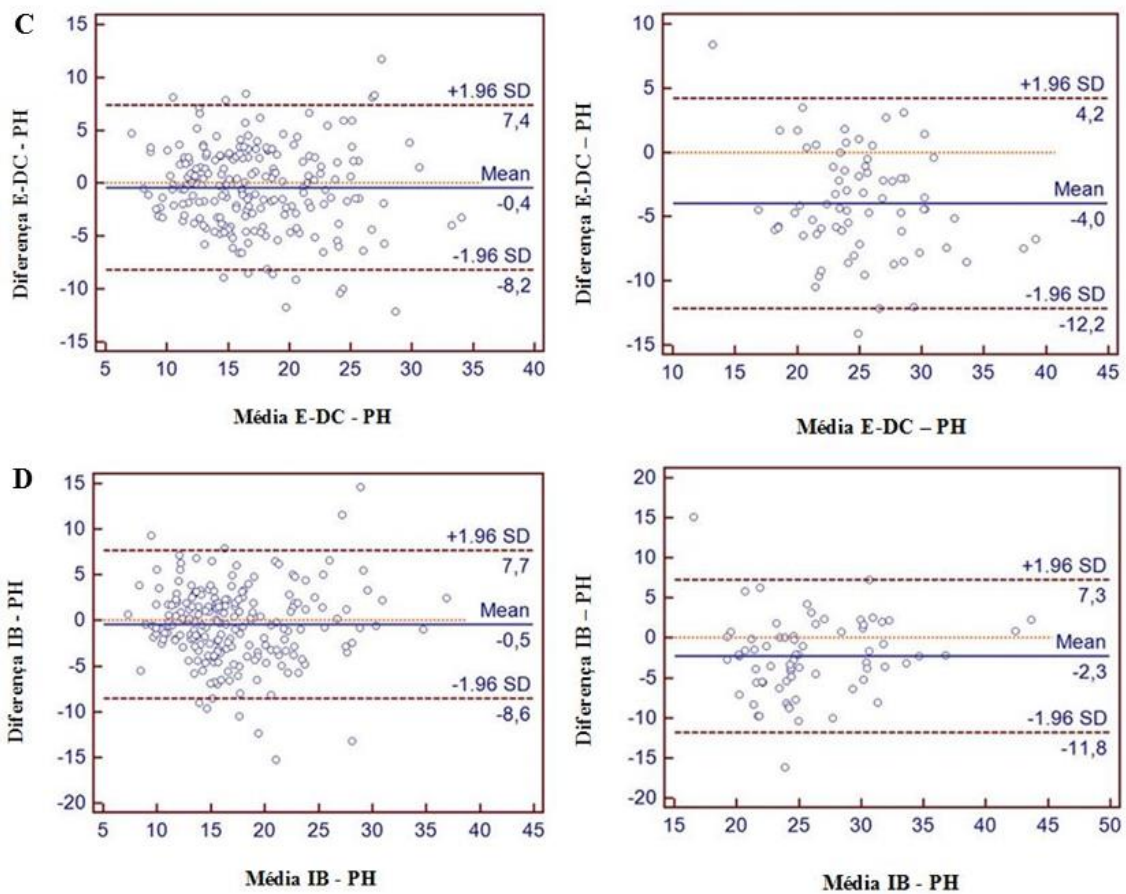 C
15
10
5
0
-5
-10
-15
Diferença E-DC - PH
+1.96 SD
7,4
Mean
-0,4
-1.96 SD
-8,2
5 10 15 20 25 30 35 40
Média E-DC - PH
10
5
0
-5
-10
-15
Diferença E-DC – PH
+1.96 SD
4,2
Mean
-4,0
-1.96 SD
-12,2
10 15 20 25 30 35 40 45
Média E-DC – PH
D
15
10
5
0
-5
-10
-15
-20
Diferença IB - PH
+1.96 SD
7,7
Mean
-0,5
-1.96 SD
-8,6
5 10 15 20 25 30 35 40 45
Média IB - PH
20
15
10
5
0
-5
-10
-15
-20
Diferença IB – PH
+1.96 SD
7,3
Mean
-2,3
-1.96 SD
-11,8
15 20 25 30 35 40 45 50
Média IB - PH